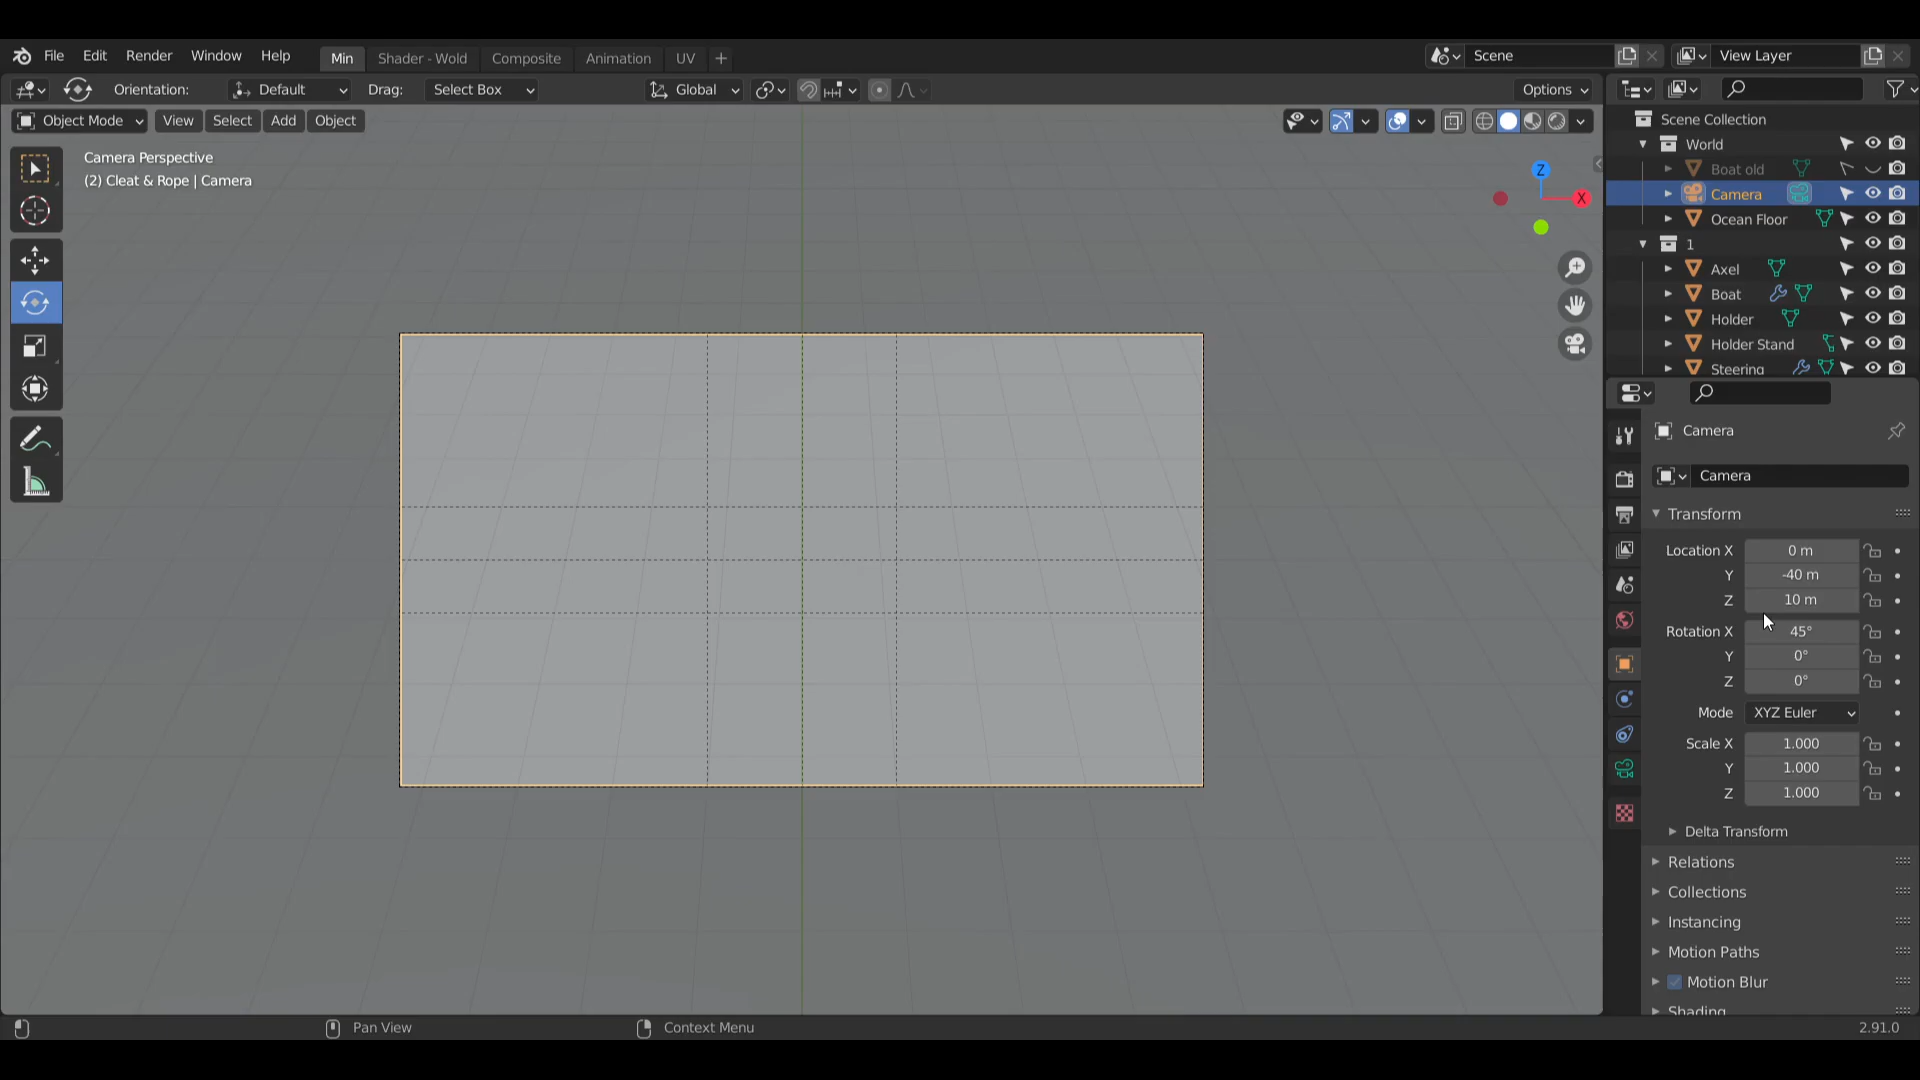 File Edit Render Window Help Min Shader - Wold Composite Animation UV + Scene View Layer
Orientation: Default Drag: Select Box Global Options
Object Mode View Select Add Object
Camera Perspective
(2) Cleat & Rope | Camera
Z
X
Scene Collection
World
Boat old
Camera
Ocean Floor
1
Axel
Boat
Holder
Holder Stand
Steering
Camera
Camera
Transform
Location X 0 m
Y -40 m
Z 10 m
Rotation X 45°
Y 0°
Z 0°
Mode XYZ Euler
Scale X 1.000
Y 1.000
Z 1.000
Delta Transform
Relations
Collections
Instancing
Motion Paths
Motion Blur
Shading
Pan View Context Menu 2.91.0